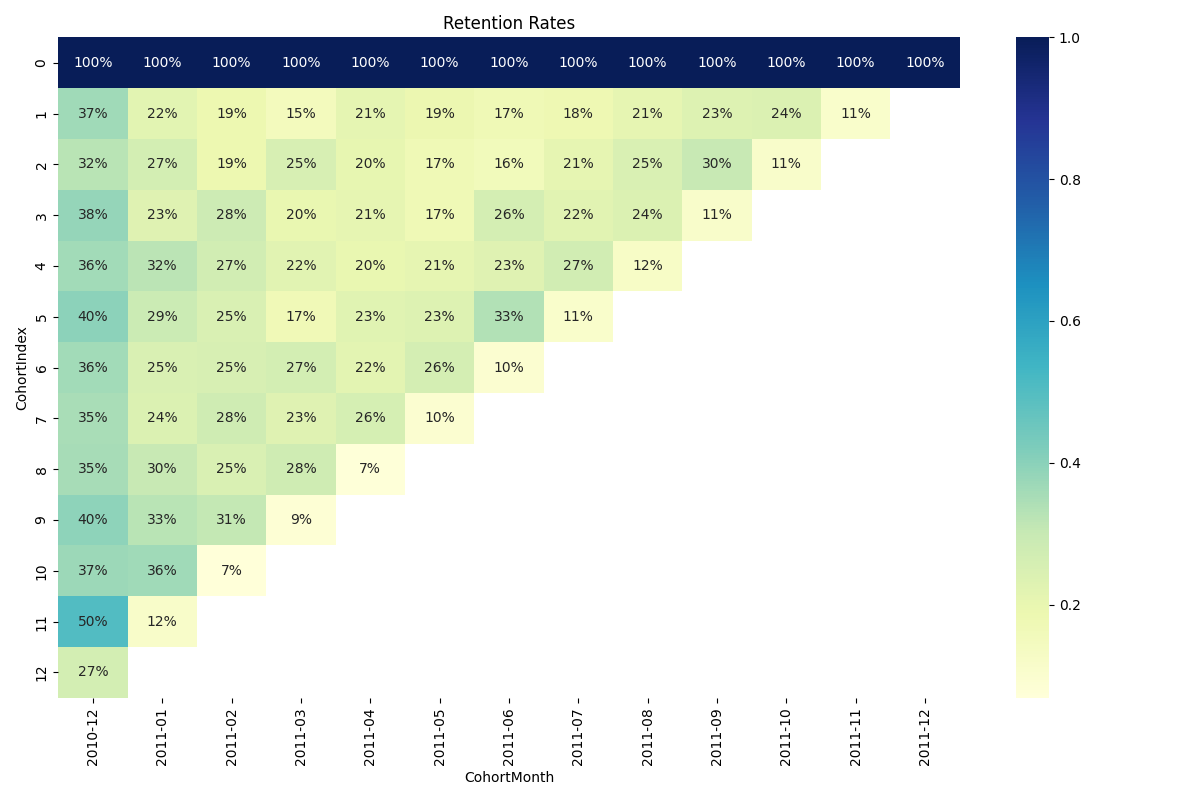 Retention Rates
0 100% 100% 100% 100% 100% 100% 100% 100% 100% 100% 100% 100% 100%
1 37% 22% 19% 15% 21% 19% 17% 18% 21% 23% 24% 11%
2 32% 27% 19% 25% 20% 17% 16% 21% 25% 30% 11%
3 38% 23% 28% 20% 21% 17% 26% 22% 24% 11%
4 36% 32% 27% 22% 20% 21% 23% 27% 12%
5 40% 29% 25% 17% 23% 23% 33% 11%
6 36% 25% 25% 27% 22% 26% 10%
7 35% 24% 28% 23% 26% 10%
8 35% 30% 25% 28% 7%
9 40% 33% 31% 9%
10 37% 36% 7%
11 50% 12%
12 27%
CohortIndex
2010-12 2011-01 2011-02 2011-03 2011-04 2011-05 2011-06 2011-07 2011-08 2011-09 2011-10 2011-11 2011-12
CohortMonth
1.0
0.8
0.6
0.4
0.2